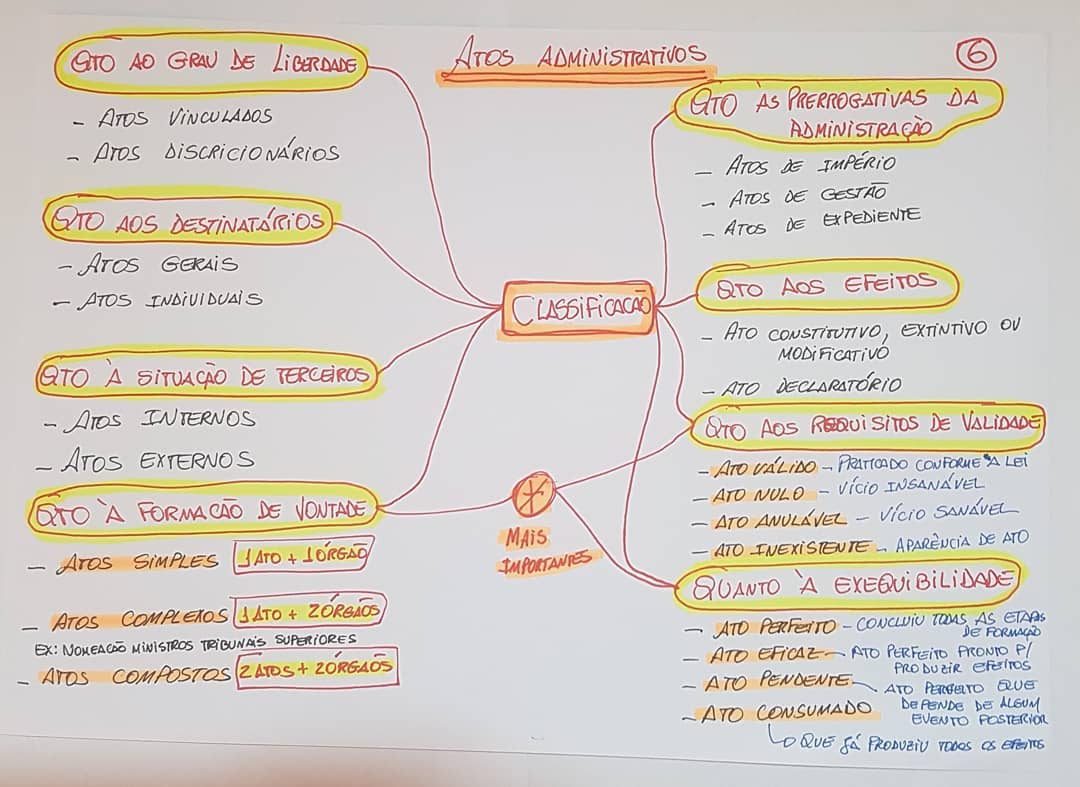 ATOS ADMINISTRATIVOS
6
QTO AO GRAU DE LIBERDADE
- ATOS VINCULADOS
- ATOS DISCRICIONÁRIOS
QTO AOS DESTINATÁRIOS
- ATOS GERAIS
- ATOS INDIVIDUAIS
QTO À SITUAÇÃO DE TERCEIROS
- ATOS INTERNOS
- ATOS EXTERNOS
QTO À FORMAÇÃO DE VONTADE
- ATOS SIMPLES 1 ATO + 1 ÓRGÃO
- ATOS COMPLEXOS 1 ATO + 2 ÓRGÃOS
EX: NOMEAÇÃO MINISTROS TRIBUNAIS SUPERIORES
- ATOS COMPOSTOS 2 ATOS + 2 ÓRGÃOS
CLASSIFICAÇÃO
* MAIS
IMPORTANTES
QTO ÀS PRERROGATIVAS DA
ADMINISTRAÇÃO
- ATOS DE IMPÉRIO
- ATOS DE GESTÃO
- ATOS DE EXPEDIENTE
QTO AOS EFEITOS
- ATO CONSTITUTIVO, EXTINTIVO OU
MODIFICATIVO
- ATO DECLARATÓRIO
QTO AOS REQUISITOS DE VALIDADE
- ATO VÁLIDO - PRATICADO CONFORME A LEI
- ATO NULO - VÍCIO INSANÁVEL
- ATO ANULÁVEL - VÍCIO SANÁVEL
- ATO INEXISTENTE - APARÊNCIA DE ATO
QUANTO À EXEQUIBILIDADE
- ATO PERFEITO - CONCLUIU TODAS AS ETAPAS
DE FORMAÇÃO
- ATO EFICAZ - ATO PERFEITO PRONTO P/
PRODUZIR EFEITOS
- ATO PENDENTE - ATO PERFEITO QUE
DEPENDE DE ALGUM
EVENTO POSTERIOR
- ATO CONSUMADO
O QUE JÁ PRODUZIU TODOS OS EFEITOS